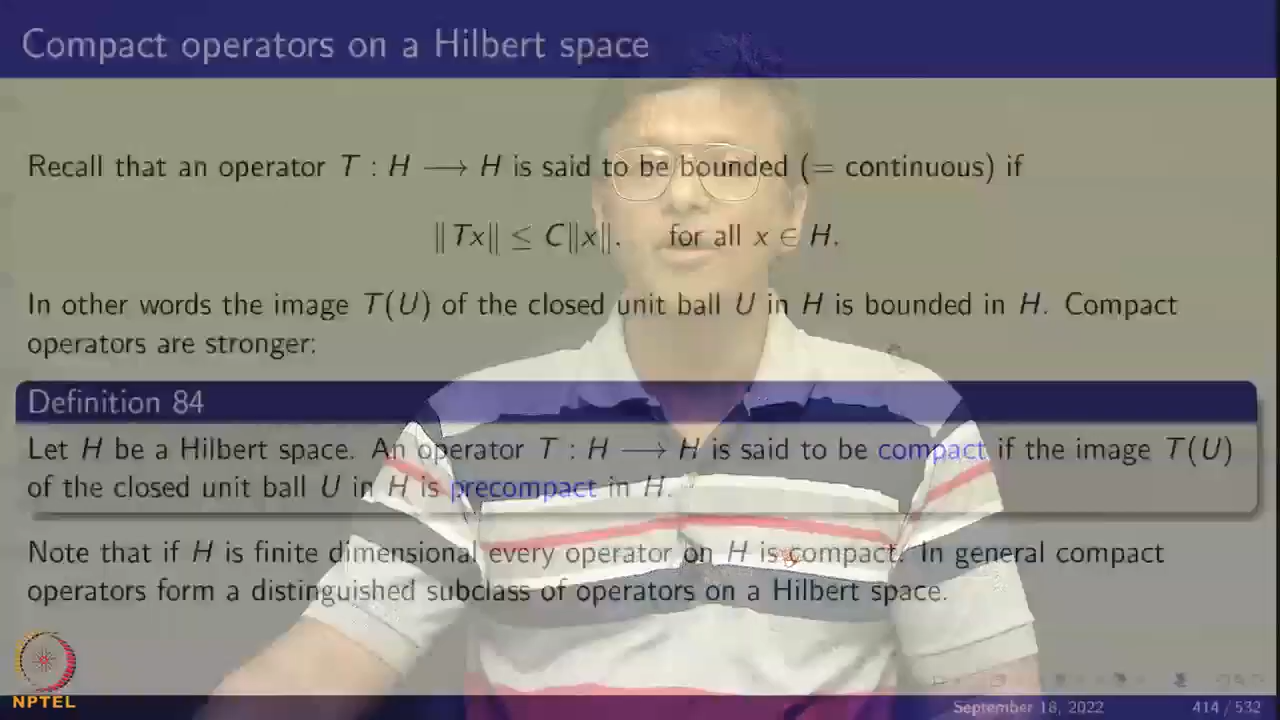 Compact operators on a Hilbert space
Recall that an operator T : H ⟶ H is said to be bounded (= continuous) if
‖Tx‖ ≤ C‖x‖. for all x ∈ H.
In other words the image T(U) of the closed unit ball U in H is bounded in H. Compact
operators are stronger:
Definition 84
Let H be a Hilbert space. An operator T : H ⟶ H is said to be compact if the image T(U)
of the closed unit ball U in H is precompact in H.
Note that if H is finite dimensional every operator on H is compact. In general compact
operators form a distinguished subclass of operators on a Hilbert space.
NPTEL
September 18, 2022 414 / 532